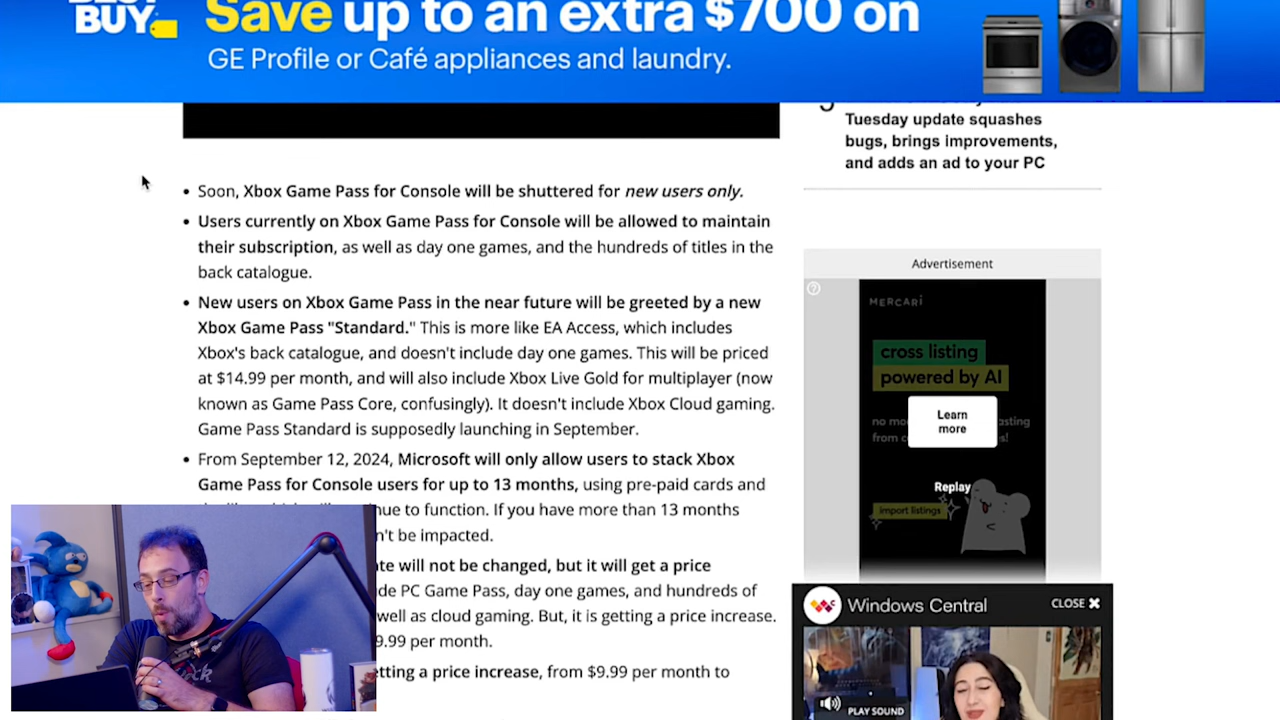 BUY
Save up to an extra $700 on
GE Profile or Café appliances and laundry.
Tuesday update squashes
bugs, brings improvements,
and adds an ad to your PC
• Soon, Xbox Game Pass for Console will be shuttered for new users only.
• Users currently on Xbox Game Pass for Console will be allowed to maintain
their subscription, as well as day one games, and the hundreds of titles in the
back catalogue.
• New users on Xbox Game Pass in the near future will be greeted by a new
Xbox Game Pass "Standard." This is more like EA Access, which includes
Xbox's back catalogue, and doesn't include day one games. This will be priced
at $14.99 per month, and will also include Xbox Live Gold for multiplayer (now
known as Game Pass Core, confusingly). It doesn't include Xbox Cloud gaming.
Game Pass Standard is supposedly launching in September.
• From September 12, 2024, Microsoft will only allow users to stack Xbox
Game Pass for Console users for up to 13 months, using pre-paid cards and
nue to function. If you have more than 13 months
n't be impacted.
te will not be changed, but it will get a price
de PC Game Pass, day one games, and hundreds of
well as cloud gaming. But, it is getting a price increase.
9.99 per month.
etting a price increase, from $9.99 per month to
Advertisement
MERCARI
cross listing
powered by AI
Learn
more
no mo asting
from c s!
Replay
import listings
Windows Central
CLOSE ✖
PLAY SOUND